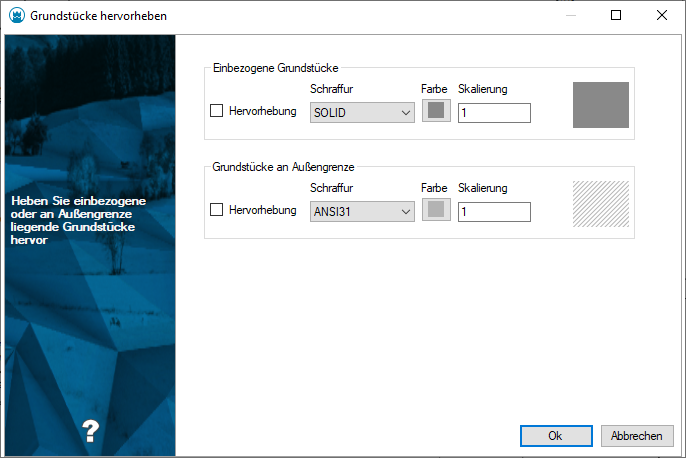 Grundstücke hervorheben
Heben Sie einbezogene
oder an Außengrenze
liegende Grundstücke
hervor
?
Einbezogene Grundstücke
Schraffur Farbe Skalierung
Hervorhebung SOLID 1
Grundstücke an Außengrenze
Schraffur Farbe Skalierung
Hervorhebung ANSI31 1
Ok Abbrechen